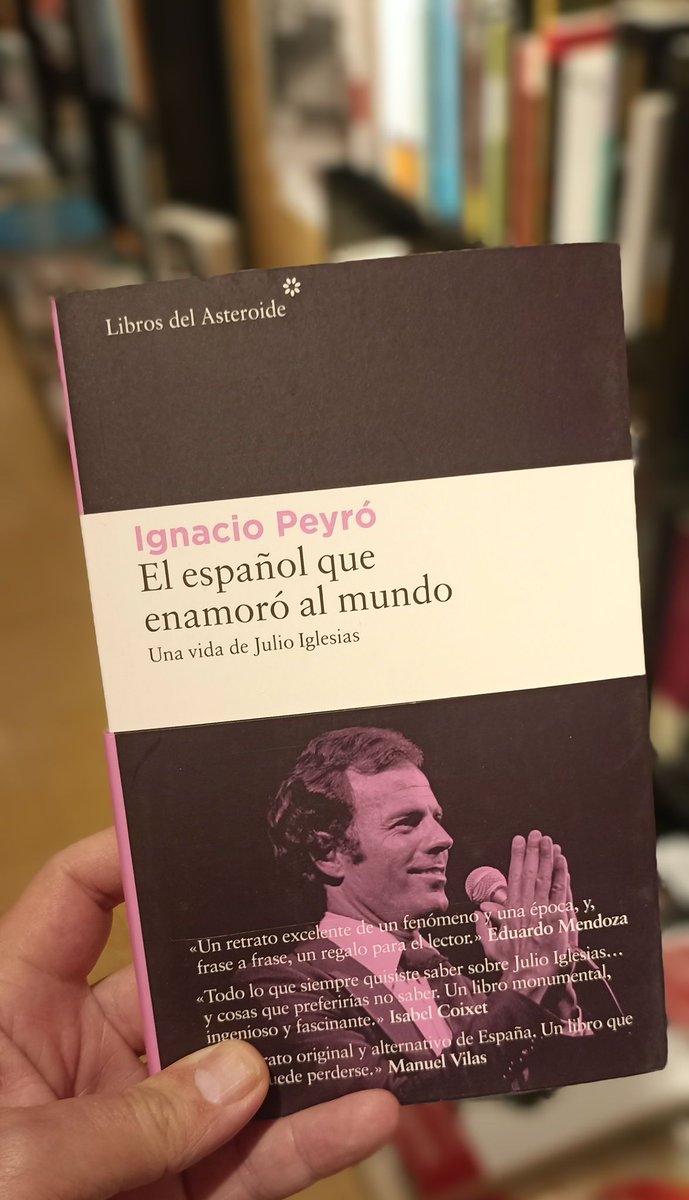 Libros del Asteroide
Ignacio Peyró
El español que
enamoró al mundo
Una vida de Julio Iglesias
«Un retrato excelente de un fenómeno y una época, y,
frase a frase, un regalo para el lector.» Eduardo Mendoza
«Todo lo que siempre quisiste saber sobre Julio Iglesias…
y cosas que preferirías no saber. Un libro monumental,
ingenioso y fascinante.» Isabel Coixet
original y alternativo de España. Un libro que
perderse.» Manuel Vilas